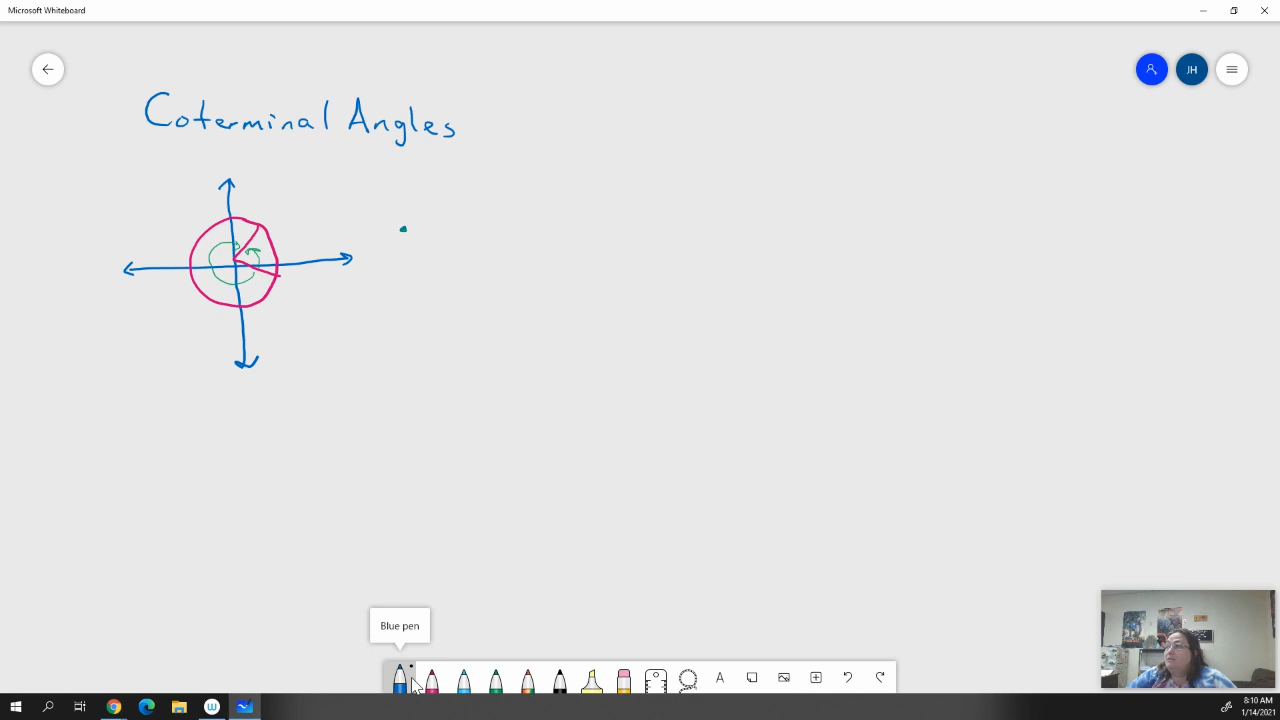 Microsoft Whiteboard
JH
Coterminal Angles
Blue pen
A
8:10 AM
1/14/2021